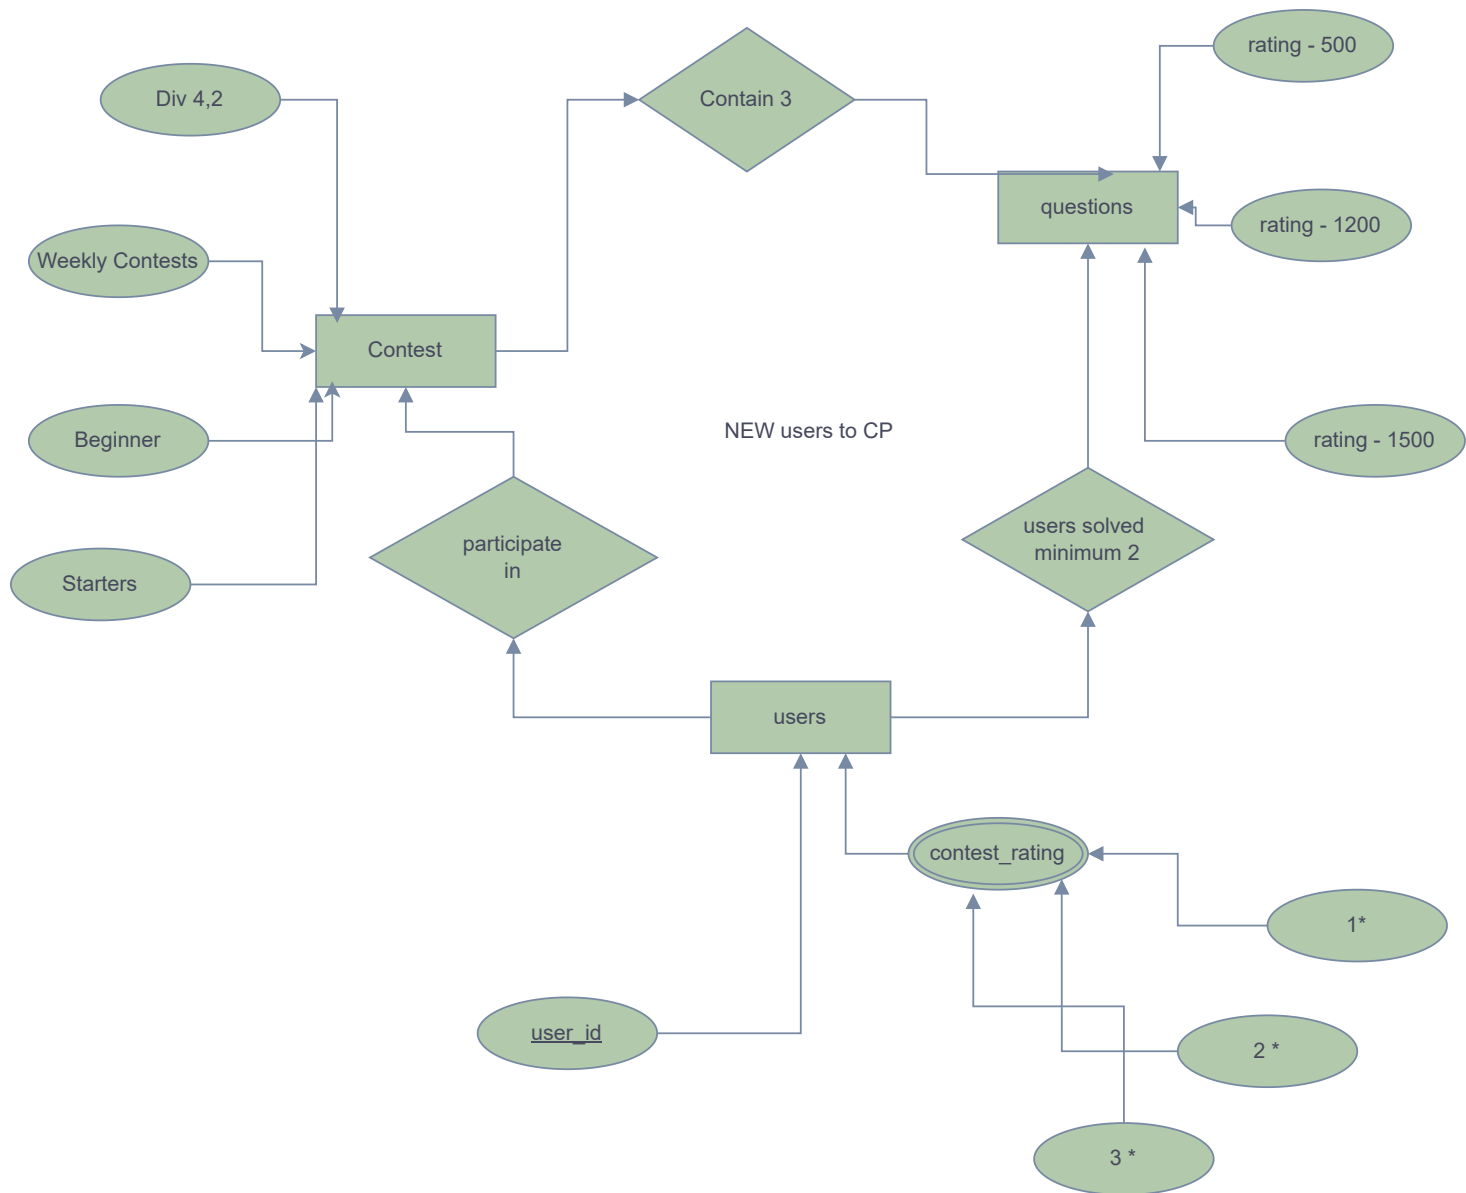 rating - 500
Div 4,2
Contain 3
questions
rating - 1200
Weekly Contests
Contest
NEW users to CP
Beginner
rating - 1500
users solved
minimum 2
participate
in
Starters
users
contest_rating
1*
user_id
2 *
3 *